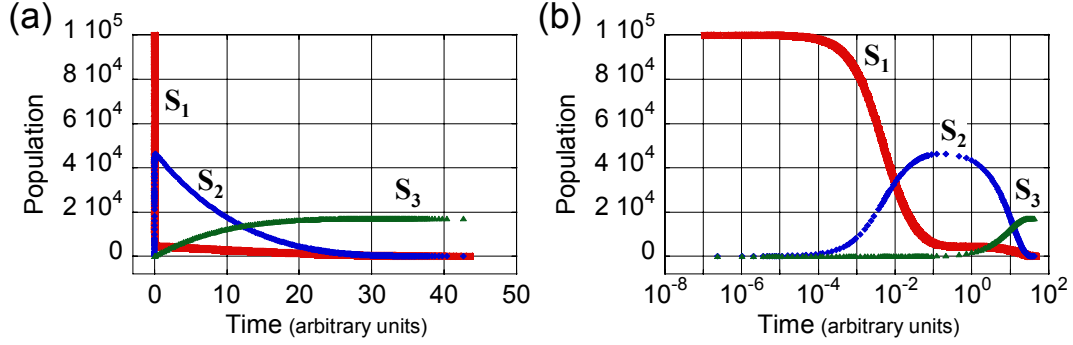 (a)
Population
1 10⁵
8 10⁴
6 10⁴
4 10⁴
2 10⁴
0
S₁
S₂
S₃
0 10 20 30 40 50
Time (arbitrary units)
(b)
Population
1 10⁵
8 10⁴
6 10⁴
4 10⁴
2 10⁴
0
S₁
S₂
S₃
10⁻⁸ 10⁻⁶ 10⁻⁴ 10⁻² 10⁰ 10²
Time (arbitrary units)